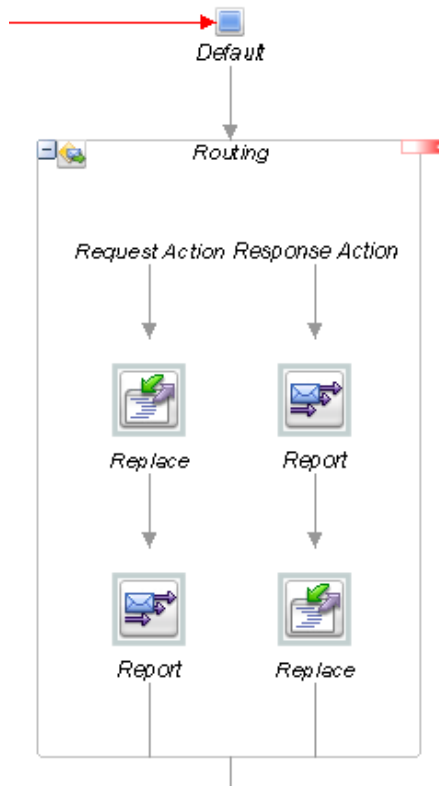 Default
Routing
Request Action Response Action
Replace Report
Report Replace